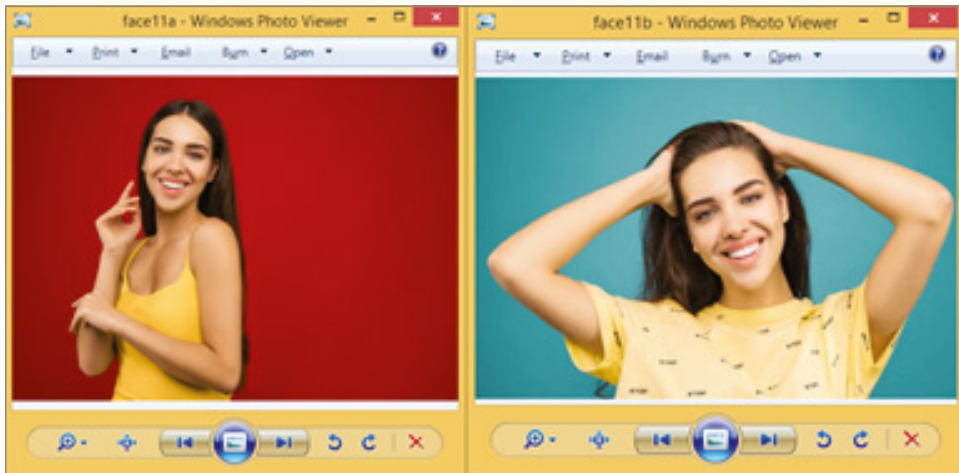 face11a - Windows Photo Viewer
File Print Email Burn Open
face11b - Windows Photo Viewer
File Print Email Burn Open